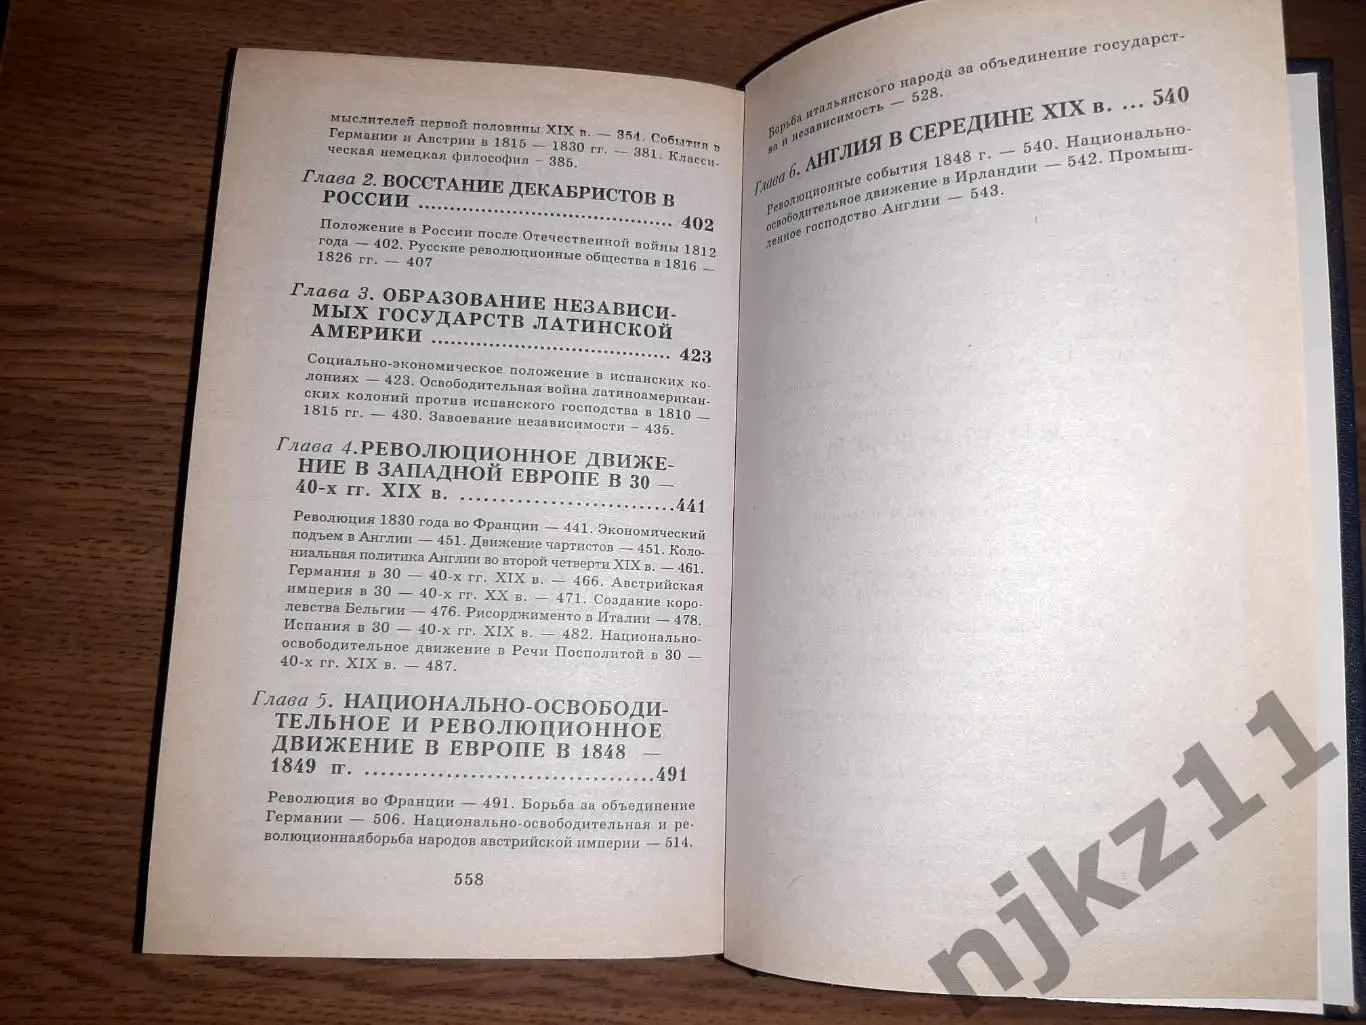 мыслителей первой половины XIX в. — 354. События в
Германии и Австрии в 1815 — 1830 гг. — 381. Класси-
ческая немецкая философия – 385.
Глава 2. ВОССТАНИЕ ДЕКАБРИСТОВ В
РОССИИ ........................................ 402
Положение в России после Отечественной войны 1812
года — 402. Русские революционные общества в 1816 —
1826 гг. — 407
Глава 3. ОБРАЗОВАНИЕ НЕЗАВИСИ-
МЫХ ГОСУДАРСТВ ЛАТИНСКОЙ
АМЕРИКИ ...................................... 423
Социально-экономическое положение в испанских ко-
лониях — 423. Освободительная война латиноамерикан-
ских колоний против испанского господства в 1810 —
1815 гг. — 430. Завоевание независимости – 435.
Глава 4.РЕВОЛЮЦИОННОЕ ДВИЖЕ-
НИЕ В ЗАПАДНОЙ ЕВРОПЕ В 30 —
40-х гг. XIX в. .................................441
Революция 1830 года во Франции — 441. Экономический
подъем в Англии — 451. Движение чартистов — 451. Коло-
ниальная политика Англии во второй четверти XIX в. — 461.
Германия в 30 — 40-х гг. XIX в. — 466. Австрийская
империя в 30 — 40-х гг. XX в. — 471. Создание коро-
левства Бельгии — 476. Рисорджименто в Италии — 478.
Испания в 30 — 40-х гг. XIX в. — 482. Национально-
освободительное движение в Речи Посполитой в 30 —
40-х гг. XIX в. — 487.
Глава 5. НАЦИОНАЛЬНО-ОСВОБОДИ-
ТЕЛЬНОЕ И РЕВОЛЮЦИОННОЕ
ДВИЖЕНИЕ В ЕВРОПЕ В 1848 —
1849 гг. ............................................491
Революция во Франции — 491. Борьба за объединение
Германии — 506. Национально-освободительная и ре-
волюционнаяборьба народов австрийской империи — 514.
558
Борьба итальянского народа за объединение государст-
ва и независимость — 528.
Глава 6. АНГЛИЯ В СЕРЕДИНЕ XIX в. ... 540
Революционные события 1848 г. — 540. Национально-
освободительное движение в Ирландии — 542. Промыш-
ленное господство Англии — 543.
njkz11